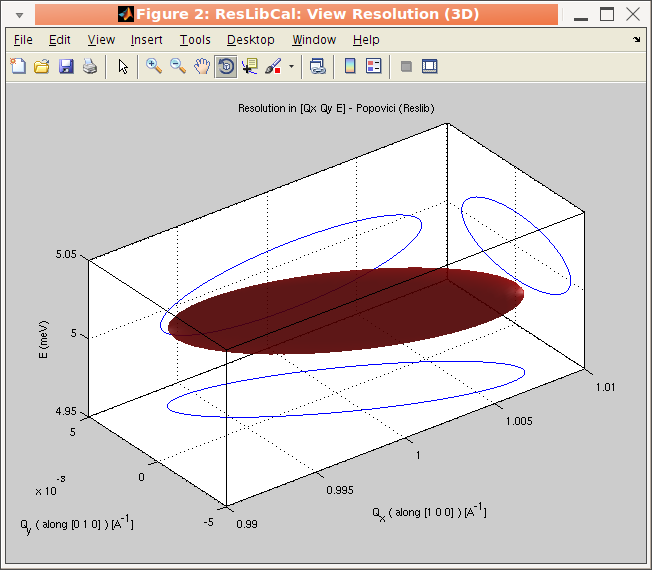 Figure 2: ResLibCal: View Resolution (3D)
File Edit View Insert Tools Desktop Window Help
Resolution in [Qx Qy E] - Popovici (Reslib)
5.05
5
4.95
E (meV)
5
0
-5
x 10^-3
Q_y ( along [0 1 0] ) [A^-1]
0.99
0.995
1
1.005
1.01
Q_x ( along [1 0 0] ) [A^-1]